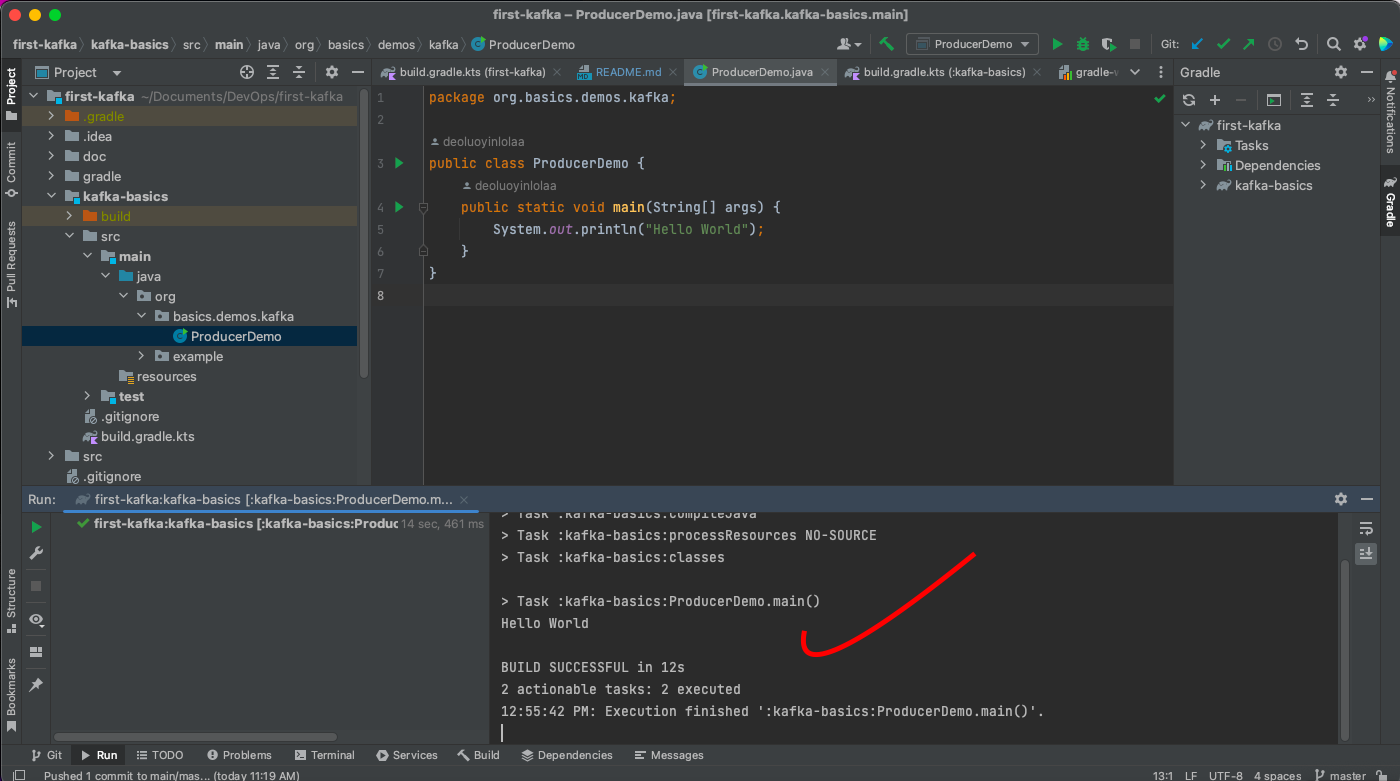 first-kafka – ProducerDemo.java [first-kafka.kafka-basics.main]
first-kafka kafka-basics src main java org basics demos kafka ProducerDemo
ProducerDemo Git:
Project
Project
Commit
Pull Requests
Structure
Bookmarks
first-kafka ~/Documents/DevOps/first-kafka
.gradle
.idea
doc
gradle
kafka-basics
build
src
main
java
org
basics.demos.kafka
ProducerDemo
example
resources
test
.gitignore
build.gradle.kts
src
.gitignore
build.gradle.kts (first-kafka) README.md ProducerDemo.java build.gradle.kts (:kafka-basics) gradle-
1 package org.basics.demos.kafka;
2
deoluoyinlolaa
3 public class ProducerDemo {
deoluoyinlolaa
4 public static void main(String[] args) {
5 System.out.println("Hello World");
6 }
7 }
8
Gradle
first-kafka
Tasks
Dependencies
kafka-basics
Notifications
Gradle
Run: first-kafka:kafka-basics [:kafka-basics:ProducerDemo.m...
first-kafka:kafka-basics [:kafka-basics:Produc 14 sec, 461 ms
> Task :kafka-basics:compileJava
> Task :kafka-basics:processResources NO-SOURCE
> Task :kafka-basics:classes
> Task :kafka-basics:ProducerDemo.main()
Hello World
BUILD SUCCESSFUL in 12s
2 actionable tasks: 2 executed
12:55:42 PM: Execution finished ':kafka-basics:ProducerDemo.main()'.
Git Run TODO Problems Terminal Services Build Dependencies Messages
Pushed 1 commit to main/mas... (today 11:19 AM) 13:1 LF UTF-8 4 spaces master